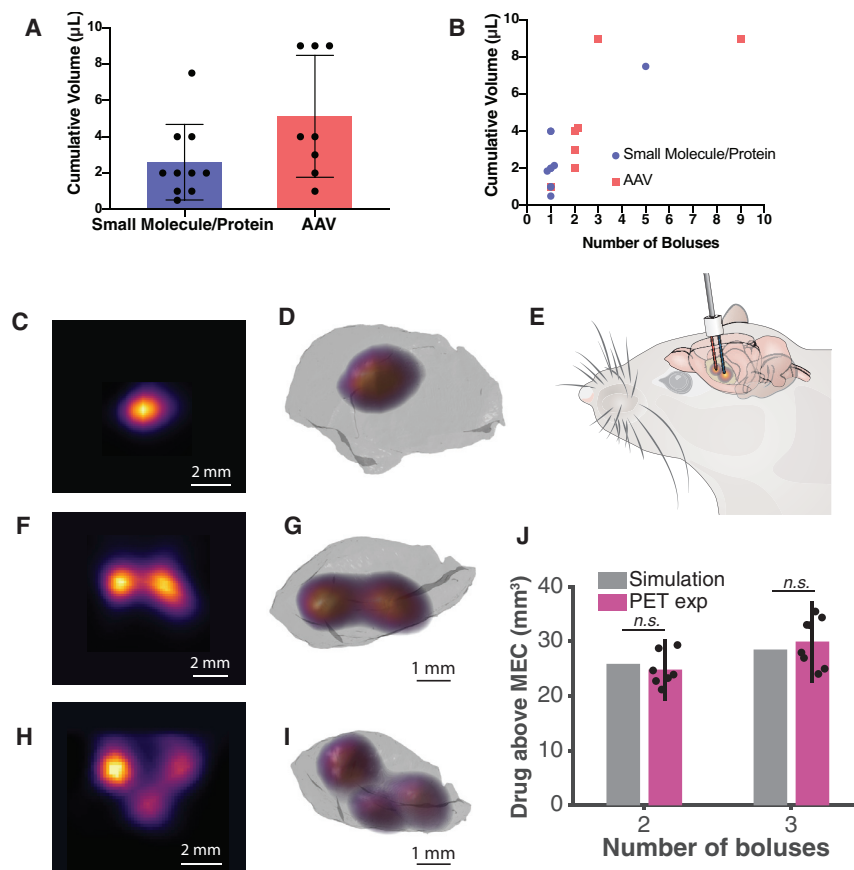 A
Cumulative Volume (µL)
10
8
6
4
2
0
Small Molecule/Protein
AAV
B
Cumulative Volume (µL)
10
8
6
4
2
0
Small Molecule/Protein
AAV
0 1 2 3 4 5 6 7 8 9 10
Number of Boluses
C
2 mm
D
E
F
2 mm
G
1 mm
H
2 mm
I
1 mm
J
Simulation
PET exp
n.s.
n.s.
Drug above MEC (mm³)
40
30
20
10
0
2
3
Number of boluses